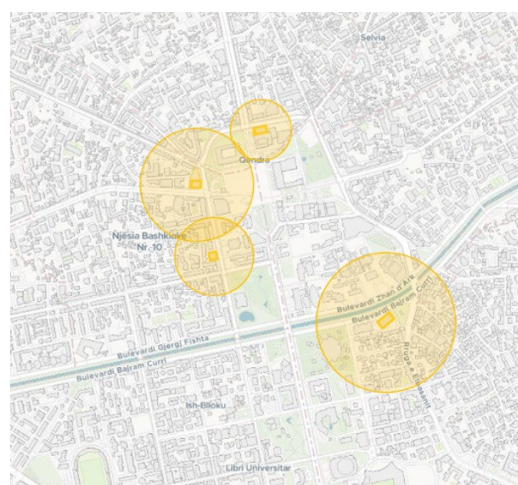 Selvia
Qendra
Njësia Bashkiake
Nr. 10
Bulevardi Zhan d'Ark
Bulevardi Bajram Curri
Bulevardi Gjergj Fishta
Bulevardi Bajram Curri
Rruga e Elbasanit
Ish-Blloku
Libri Universitar